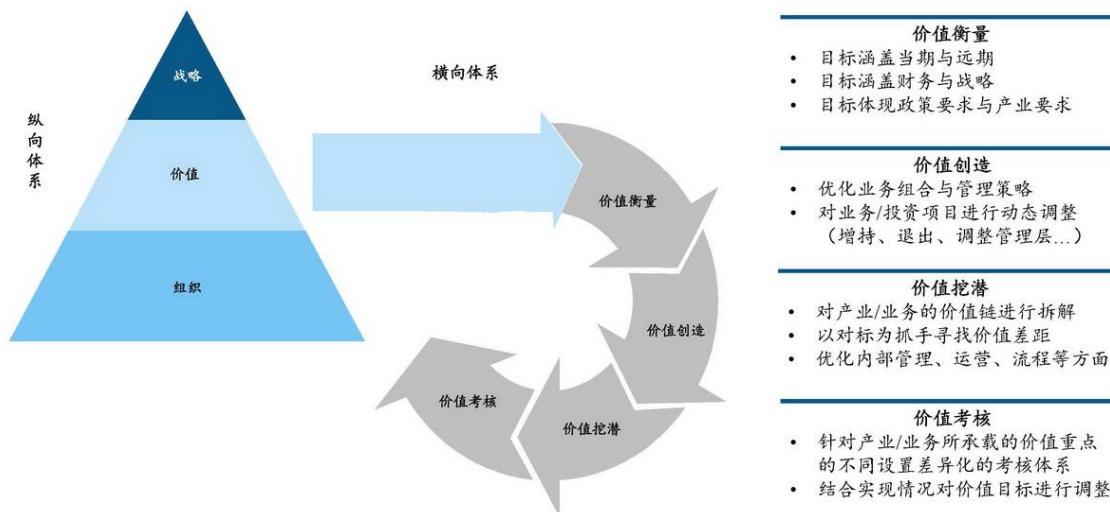 纵向体系
战略
价值
组织
横向体系
价值衡量
价值创造
价值挖潜
价值考核
价值衡量
• 目标涵盖当期与远期
• 目标涵盖财务与战略
• 目标体现政策要求与产业要求
价值创造
• 优化业务组合与管理策略
• 对业务/投资项目进行动态调整
（增持、退出、调整管理层…）
价值挖潜
• 对产业/业务的价值链进行拆解
• 以对标为抓手寻找价值差距
• 优化内部管理、运营、流程等方面
价值考核
• 针对产业/业务所承载的价值重点
的不同设置差异化的考核体系
• 结合实现情况对价值目标进行调整